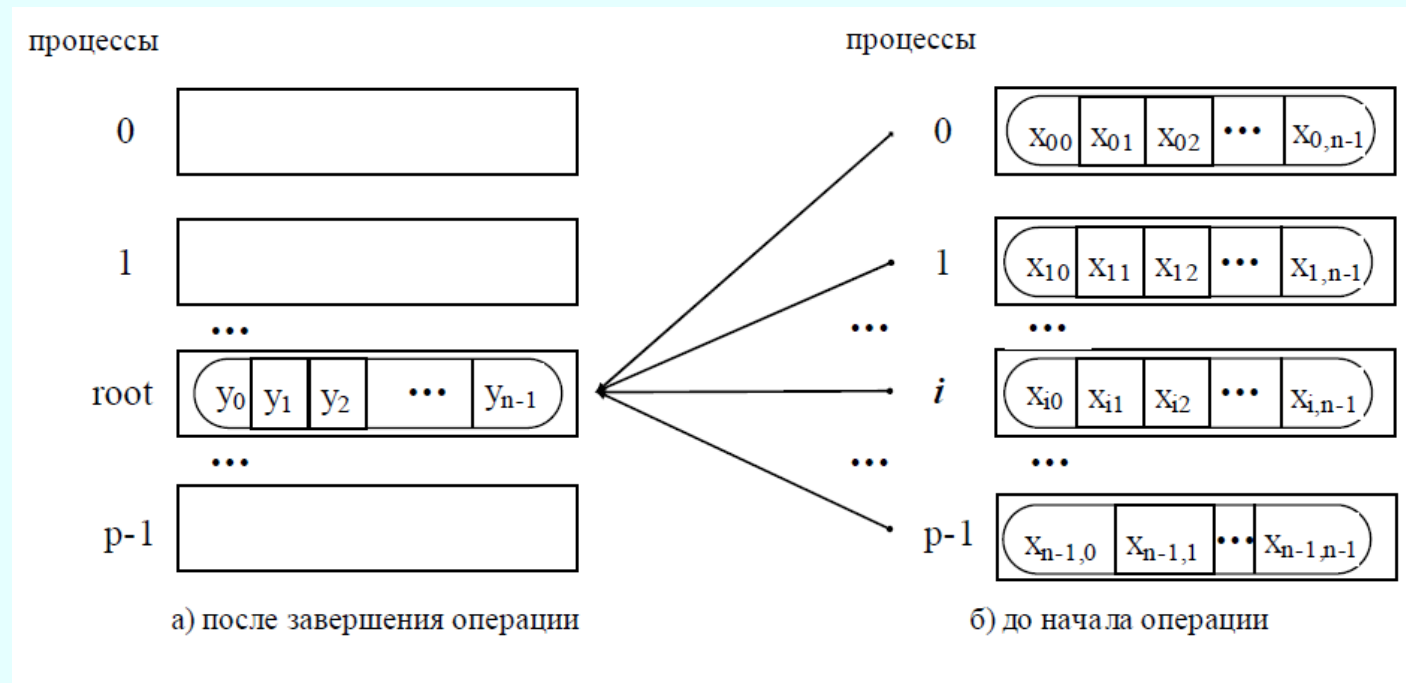 процессы процессы
0 0 x00 x01 x02 ••• x0,n-1
1 1 x10 x11 x12 ••• x1,n-1
••• ••• •••
root y0 y1 y2 ••• yn-1 i xi0 xi1 xi2 ••• xi,n-1
••• ••• •••
p-1 p-1 xn-1,0 xn-1,1 ••• xn-1,n-1
а) после завершения операции б) до начала операции